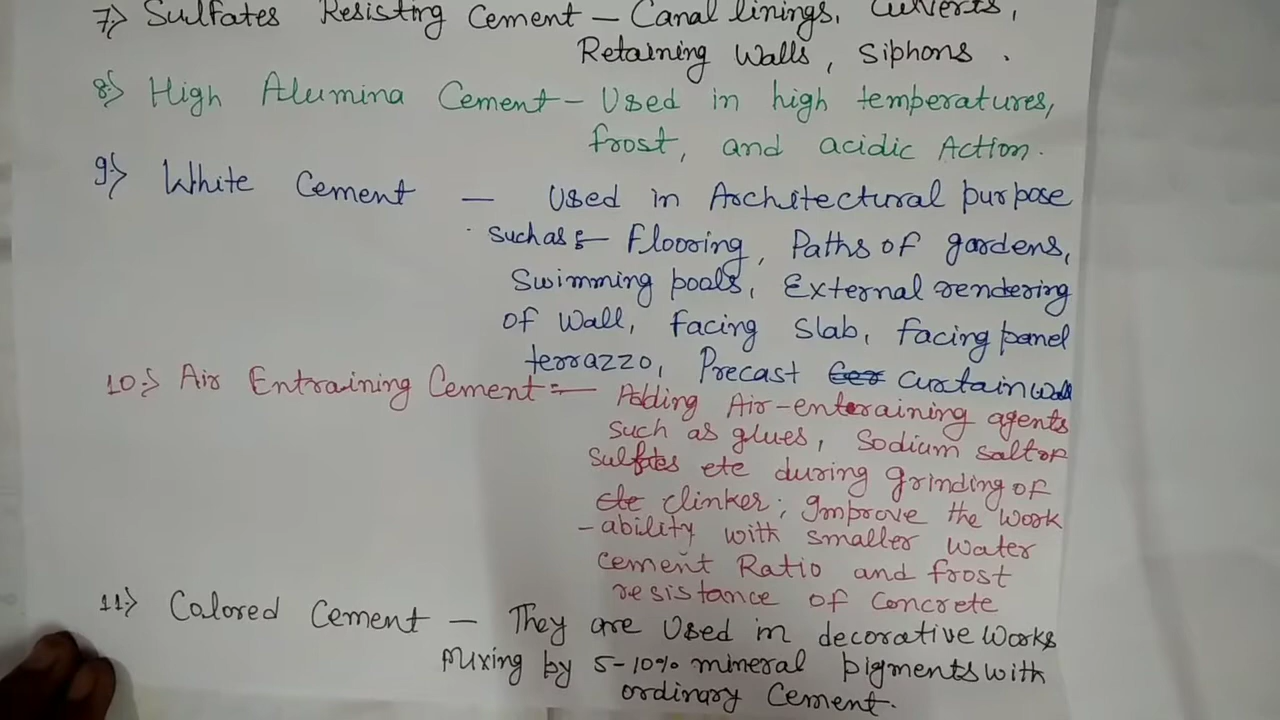 7) Sulfates Resisting Cement – Canal linings, Culverts,
Retaining Walls, Siphons.
8) High Alumina Cement – Used in high temperatures,
frost, and acidic Action.
9) White Cement – Used in Architectural purpose
such as :– Flooring, Paths of gardens,
Swimming pools, External rendering
of Wall, facing Slab, facing panel
terrazzo, Precast curtain wall
10:) Air Entraining Cement :– Adding Air-entraining agents
such as glues, Sodium salt of
Sulfates etc during grinding of
clinker; Improve the work
-ability with smaller water
cement Ratio and frost
resistance of concrete
11) Colored Cement – They are Used in decorative works
Mixing by 5-10% mineral pigments with
ordinary Cement.